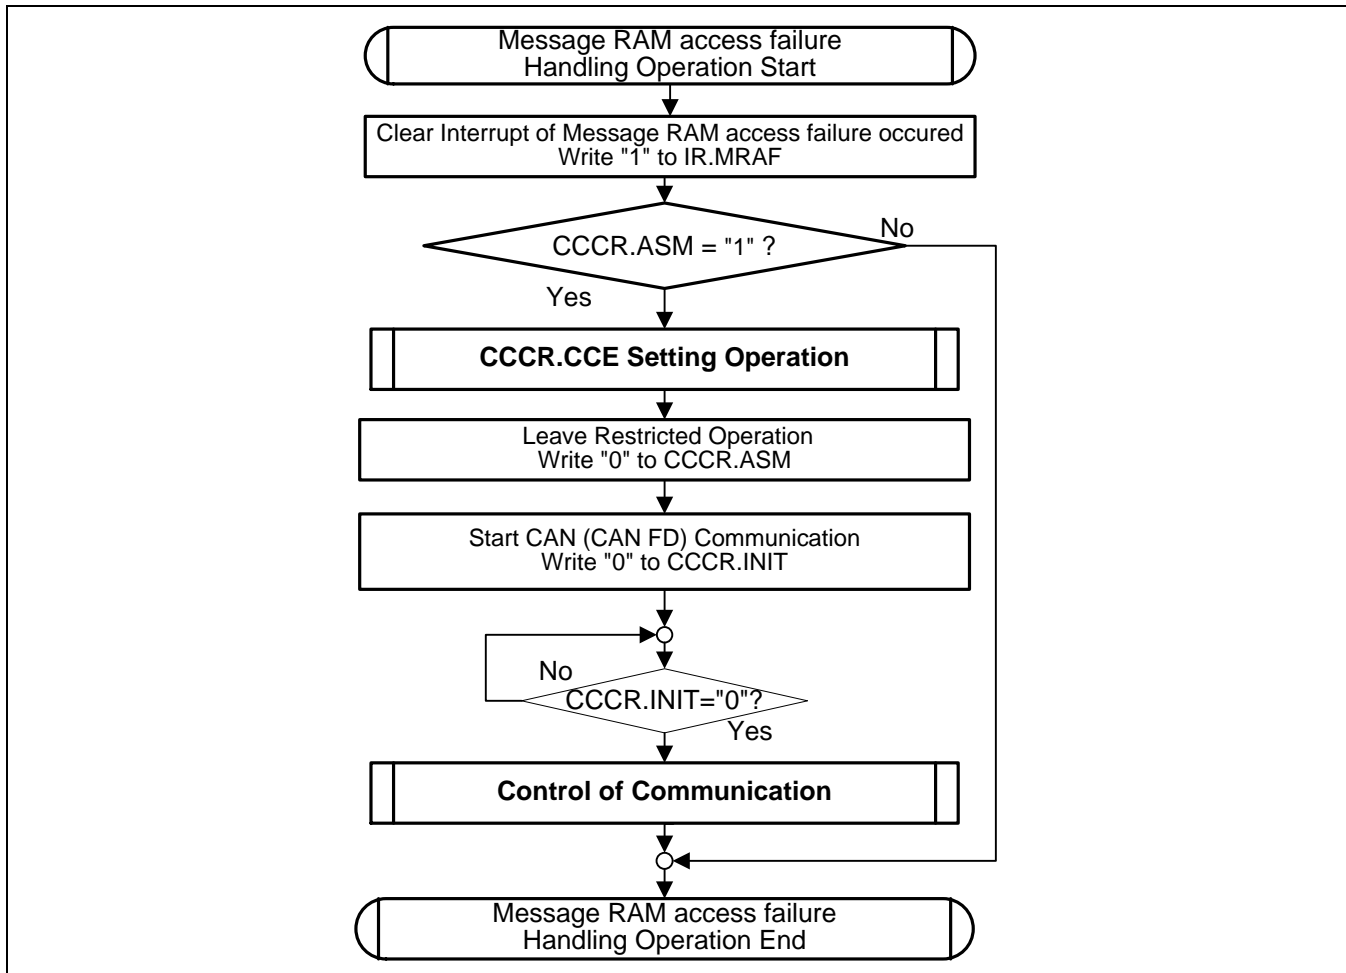 Message RAM access failure
Handling Operation Start
Clear Interrupt of Message RAM access failure occured
Write "1" to IR.MRAF
CCCR.ASM = "1" ?
No
Yes
CCCR.CCE Setting Operation
Leave Restricted Operation
Write "0" to CCCR.ASM
Start CAN (CAN FD) Communication
Write "0" to CCCR.INIT
No
CCCR.INIT="0"?
Yes
Control of Communication
Message RAM access failure
Handling Operation End